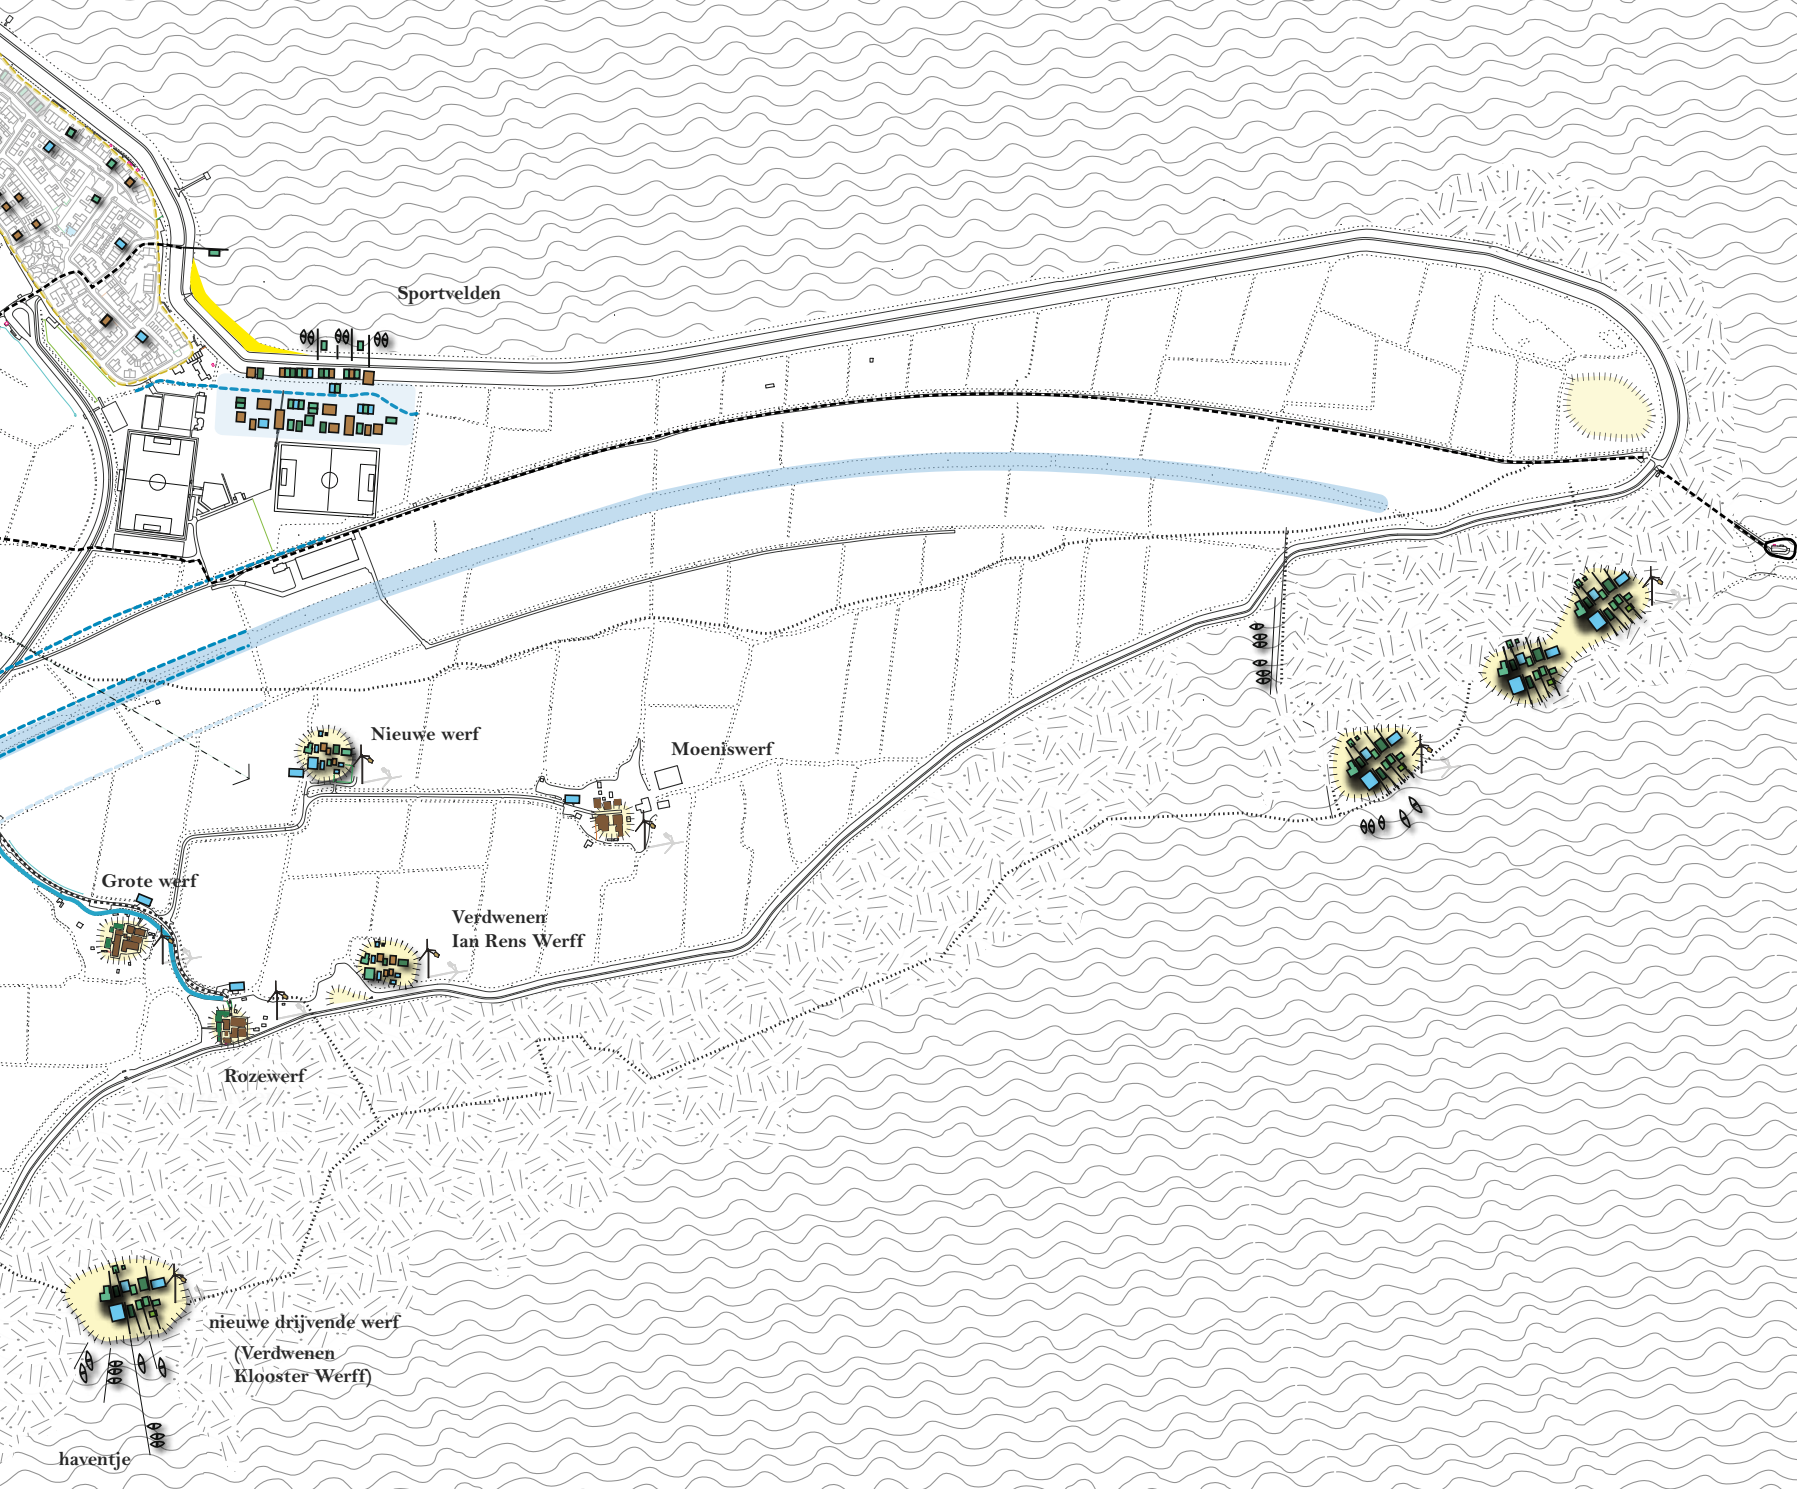 Sportvelden
Nieuwe werf
Moeniswerf
Grote werf
Verdwenen
Ian Rens Werff
Rozewerf
nieuwe drijvende werf
(Verdwenen
Klooster Werff)
haventje